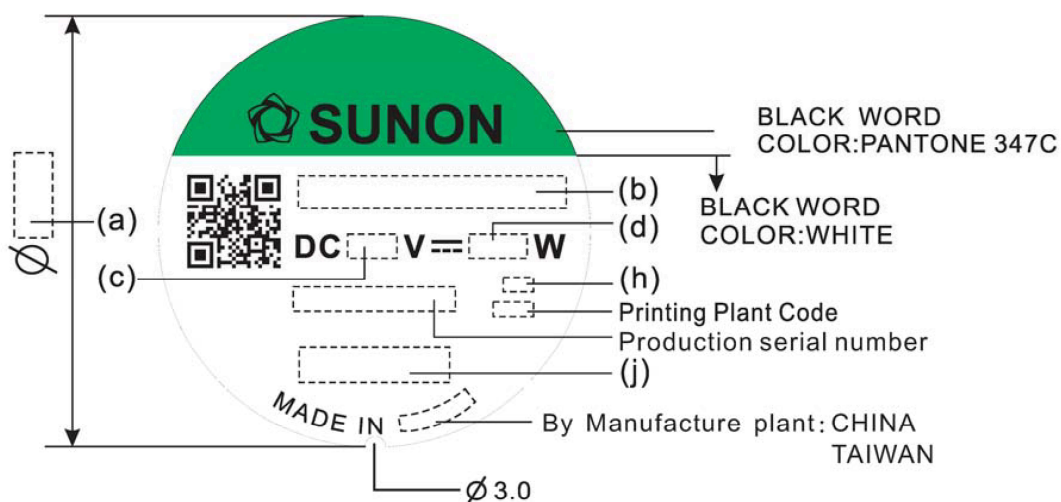 SUNON
BLACK WORD
COLOR:PANTONE 347C
(a)
(b)
BLACK WORD
COLOR:WHITE
(d)
DC V W
(c)
(h)
Printing Plant Code
Production serial number
(j)
MADE IN
By Manufacture plant: CHINA
TAIWAN
Ø
Ø 3.0